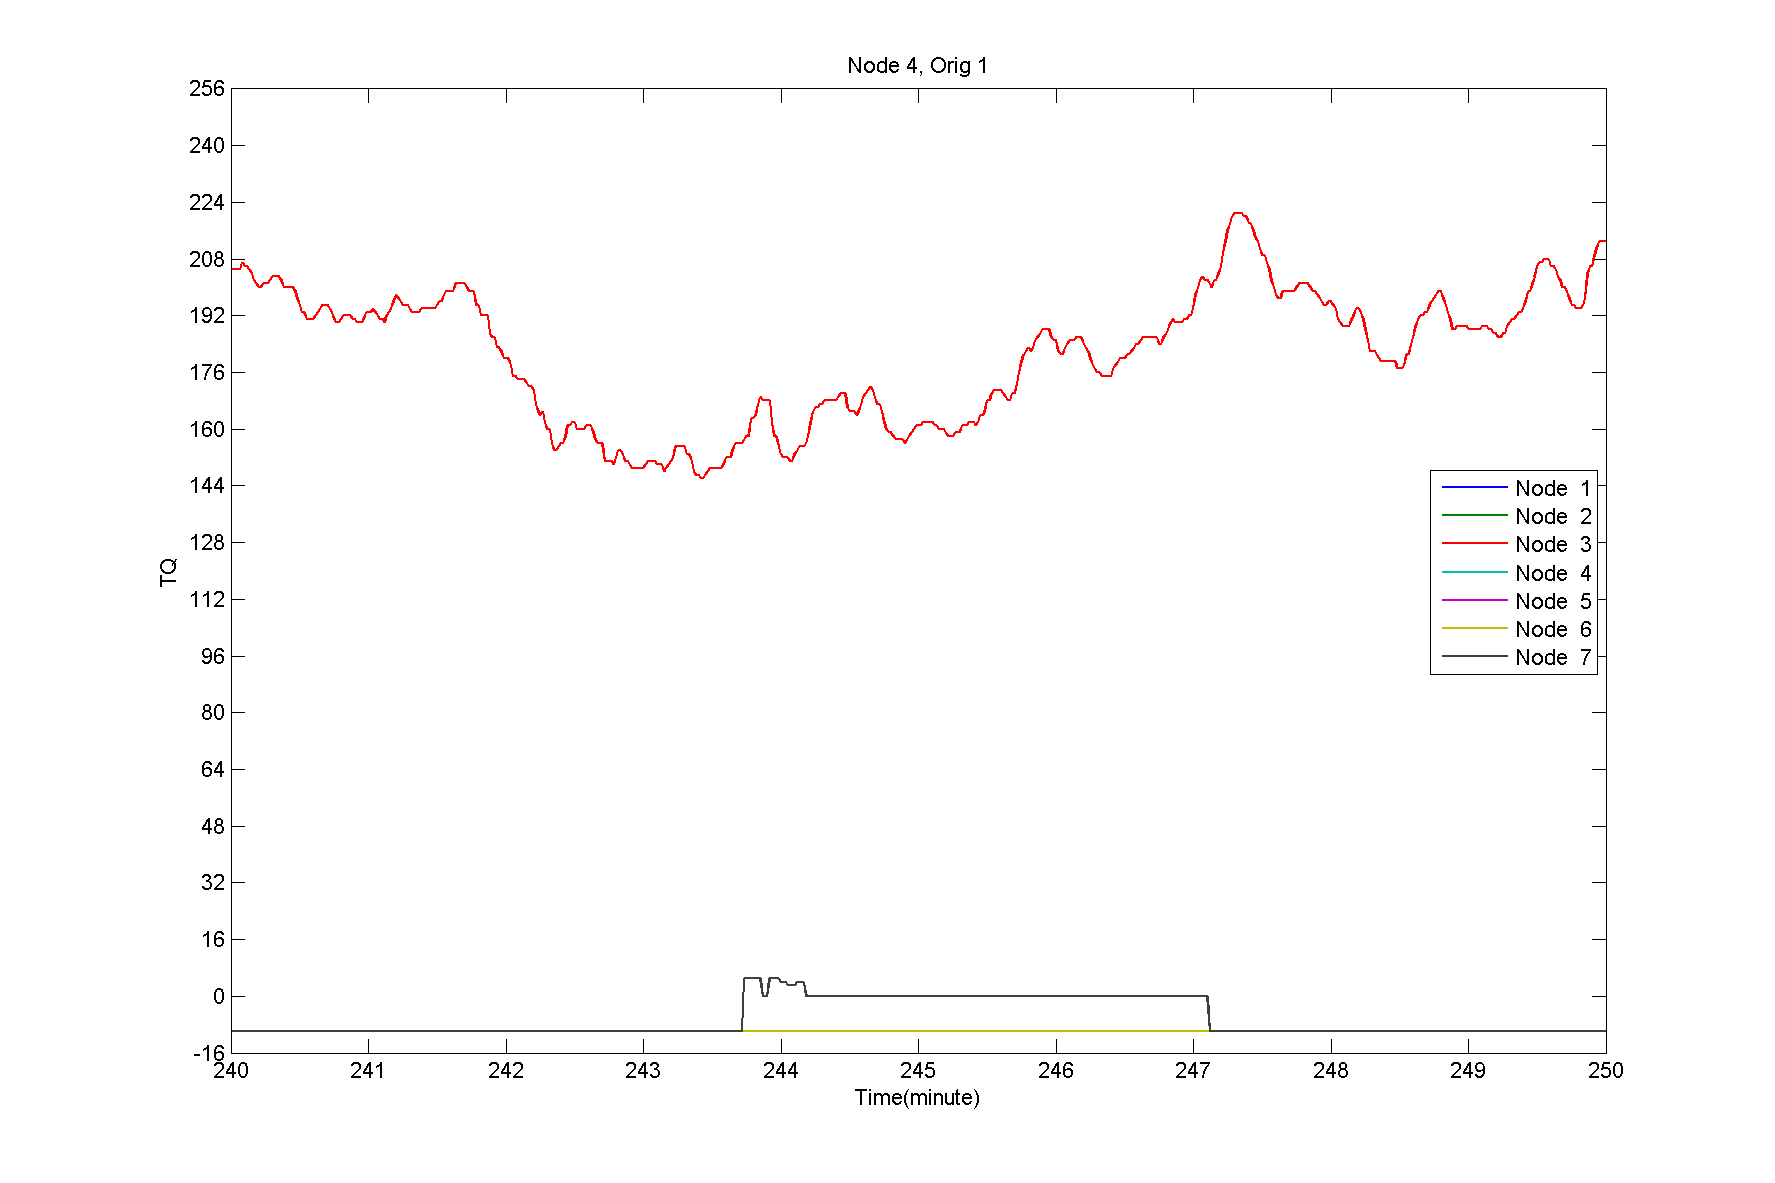 Node 4, Orig 1
256
240
224
208
192
176
160
144
128
112
96
80
64
48
32
16
0
-16
TQ
Node 1
Node 2
Node 3
Node 4
Node 5
Node 6
Node 7
240 241 242 243 244 245 246 247 248 249 250
Time(minute)